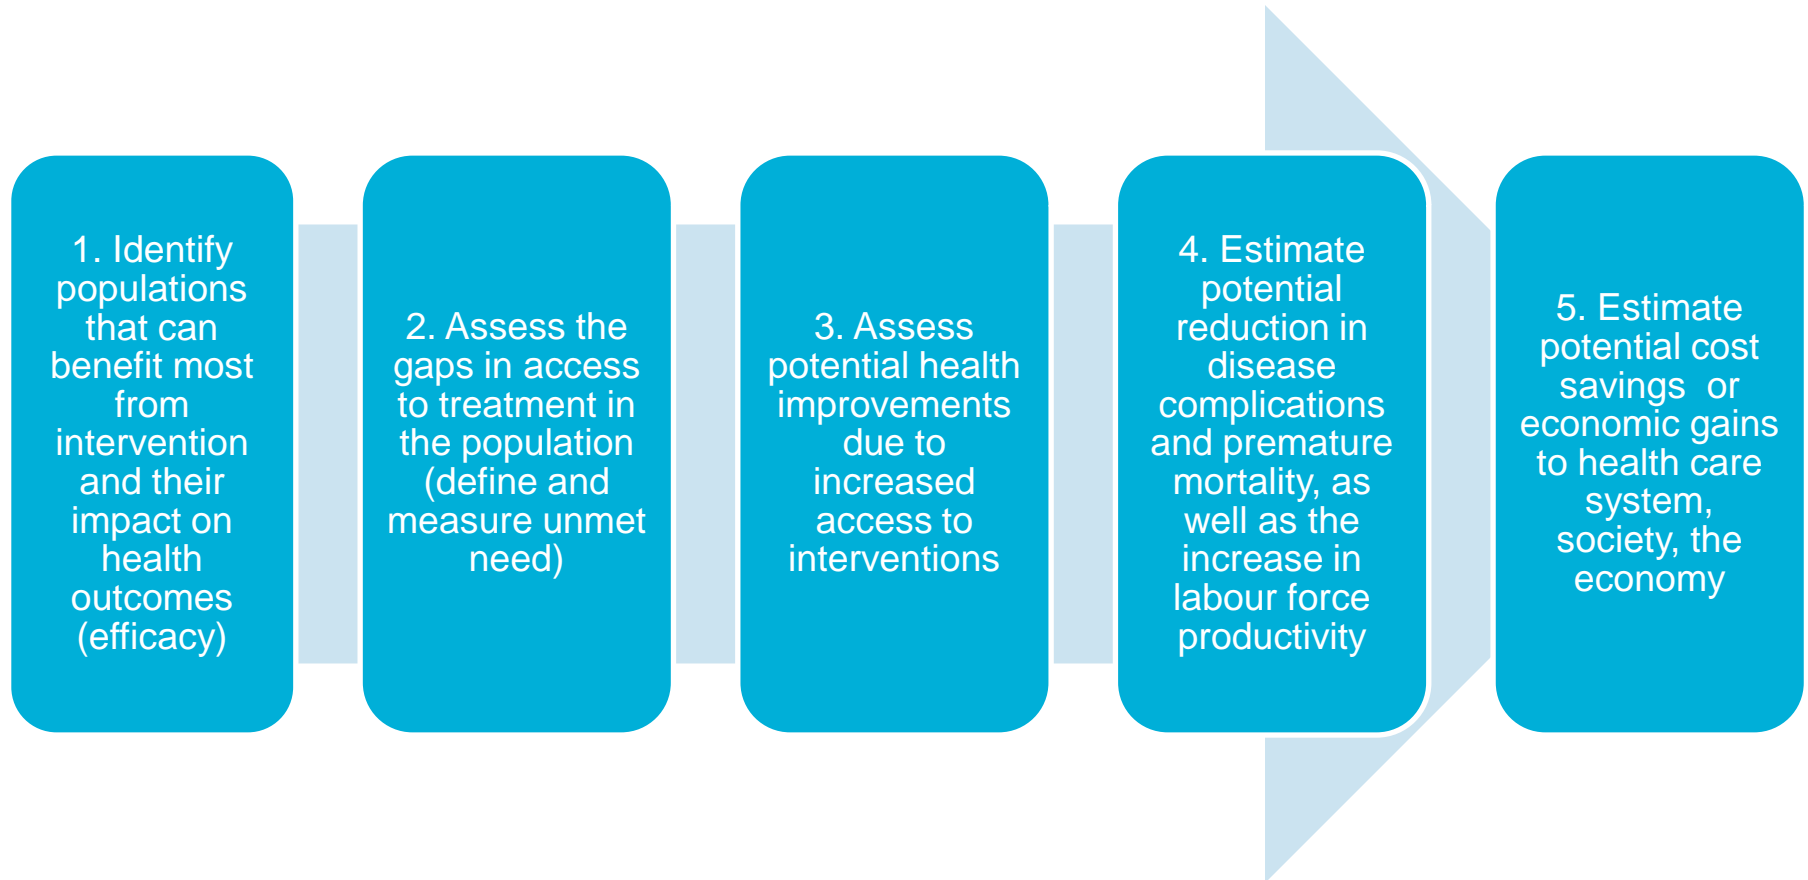 1. Identify
populations
that can
benefit most
from
intervention
and their
impact on
health
outcomes
(efficacy)
2. Assess the
gaps in access
to treatment in
the population
(define and
measure unmet
need)
3. Assess
potential health
improvements
due to
increased
access to
interventions
4. Estimate
potential
reduction in
disease
complications
and premature
mortality, as
well as the
increase in
labour force
productivity
5. Estimate
potential cost
savings  or
economic gains
to health care
system,
society, the
economy